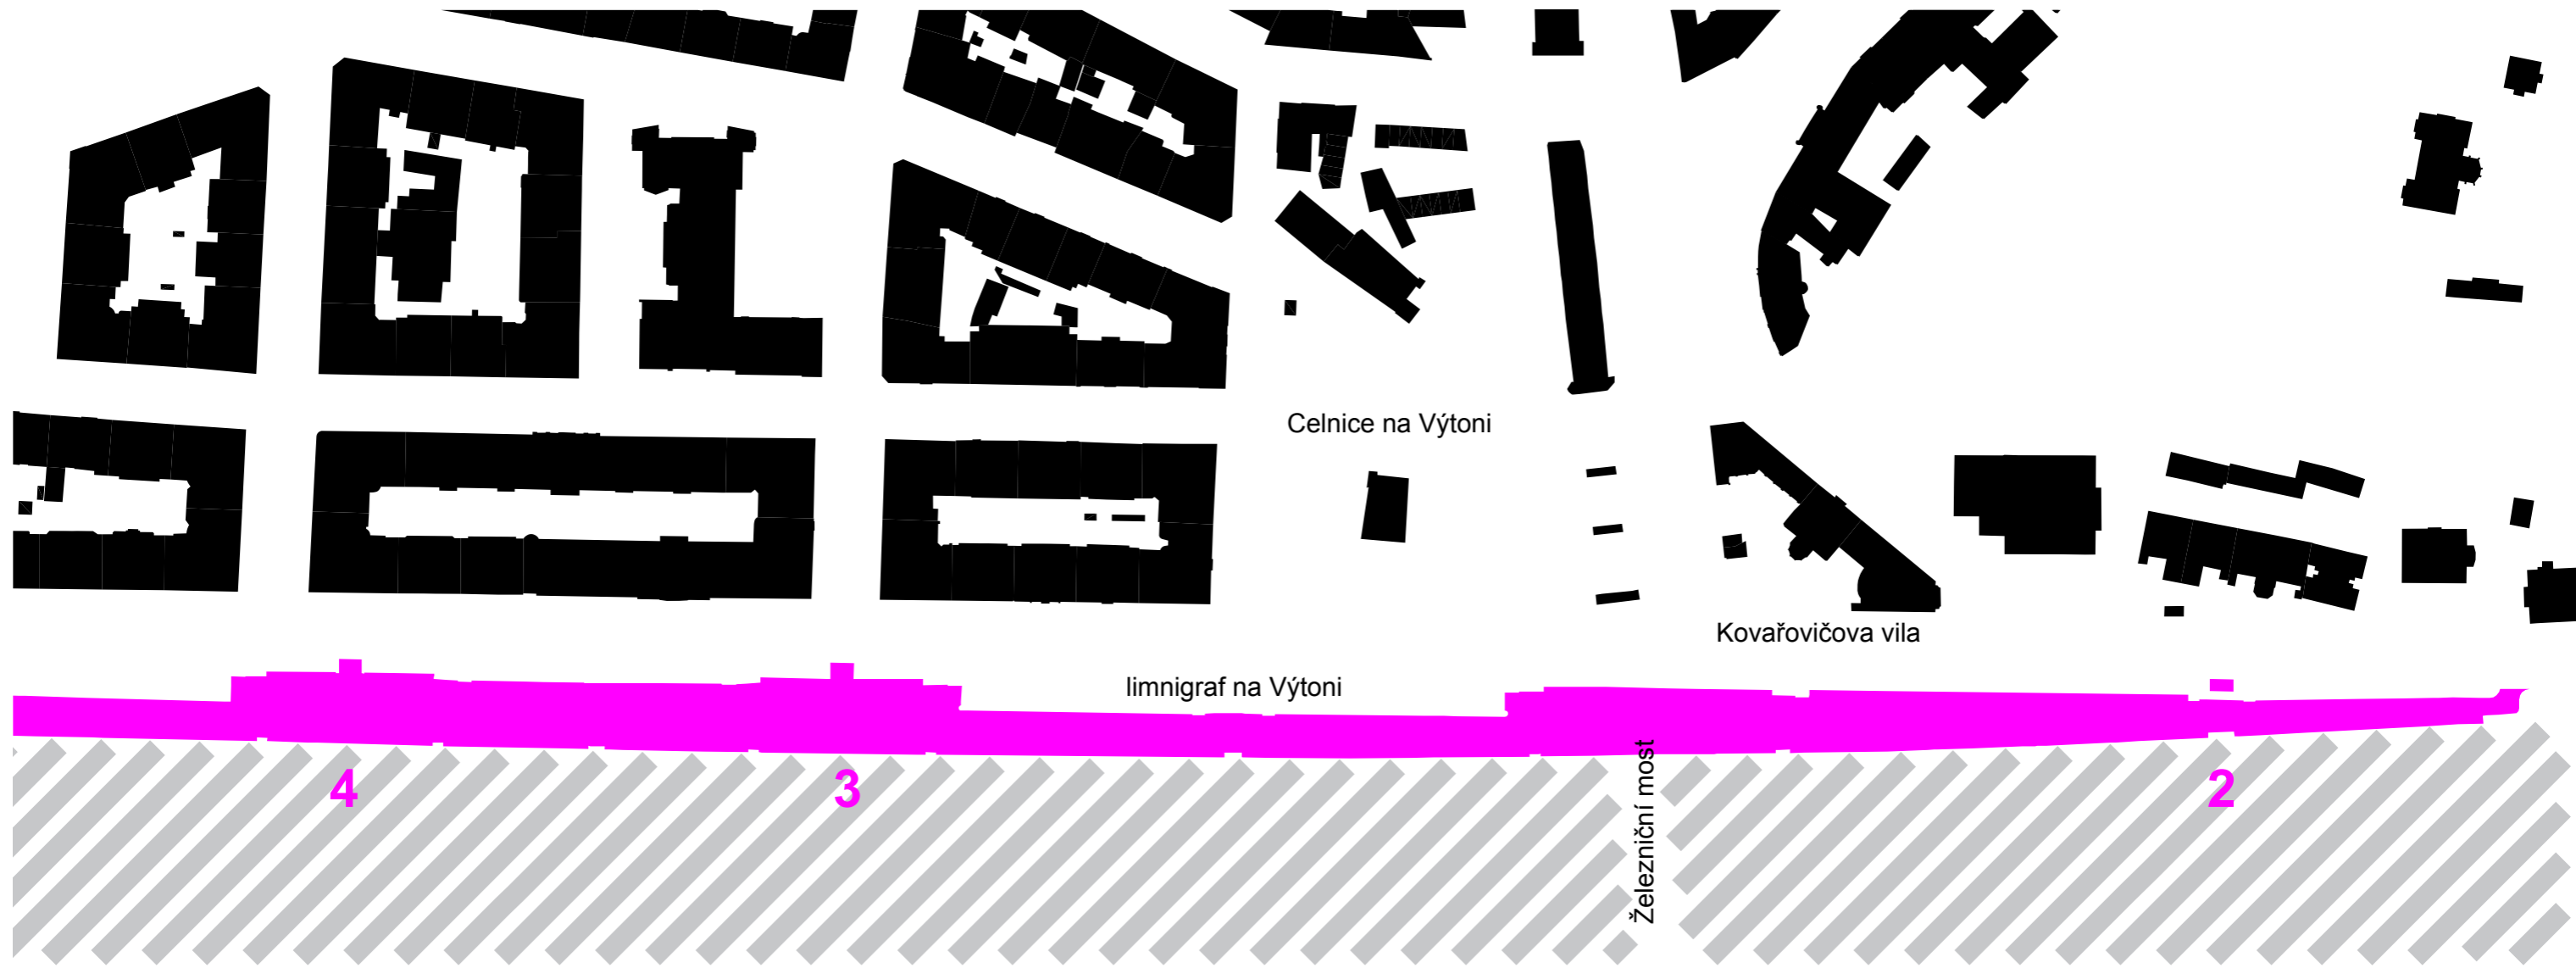 Celnice na Výtoni
Kovařovičova vila
limnigraf na Výtoni
Železniční most
4
3
2